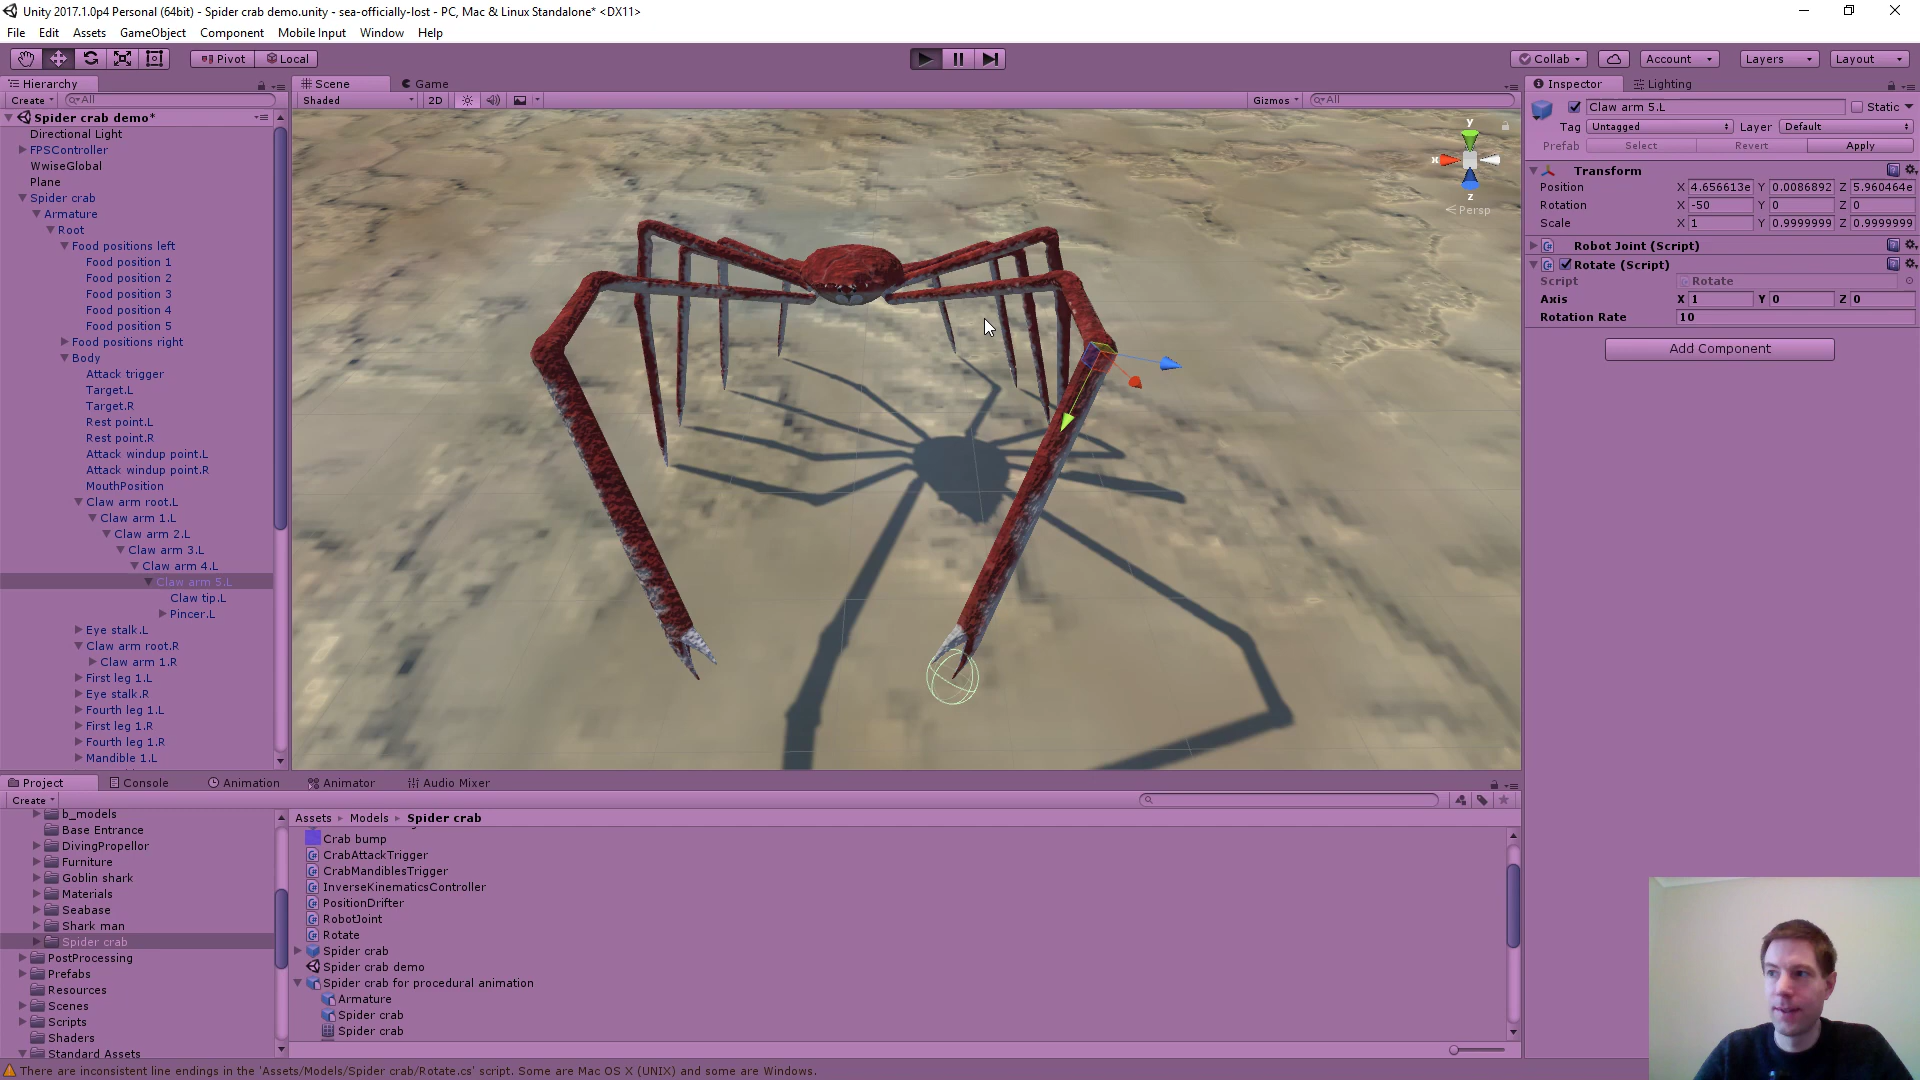 Unity 2017.1.0p4 Personal (64bit) - Spider crab demo.unity - sea-officially-lost - PC, Mac & Linux Standalone* <DX11>
File Edit Assets GameObject Component Mobile Input Window Help
Pivot Local Collab Account Layers Layout
Hierarchy
Create All
Spider crab demo*
Directional Light
FPSController
WwiseGlobal
Plane
Spider crab
Armature
Root
Food positions left
Food position 1
Food position 2
Food position 3
Food position 4
Food position 5
Food positions right
Body
Attack trigger
Target.L
Target.R
Rest point.L
Rest point.R
Attack windup point.L
Attack windup point.R
MouthPosition
Claw arm root.L
Claw arm 1.L
Claw arm 2.L
Claw arm 3.L
Claw arm 4.L
Claw arm 5.L
Claw tip.L
Pincer.L
Eye stalk.L
Claw arm root.R
Claw arm 1.R
First leg 1.L
Eye stalk.R
Fourth leg 1.L
First leg 1.R
Fourth leg 1.R
Mandible 1.L
Scene Game
Shaded 2D Gizmos All
y
x
z
Persp
Inspector Lighting
Claw arm 5.L Static
Tag Untagged Layer Default
Prefab Select Revert Apply
Transform
Position X 4.656613e Y 0.0086892 Z 5.960464e
Rotation X -50 Y 0 Z 0
Scale X 1 Y 0.9999999 Z 0.9999999
Robot Joint (Script)
Rotate (Script)
Script Rotate
Axis X 1 Y 0 Z 0
Rotation Rate 10
Add Component
Project Console Animation Animator Audio Mixer
Create
b_models
Base Entrance
DivingPropellor
Furniture
Goblin shark
Materials
Seabase
Shark man
Spider crab
PostProcessing
Prefabs
Resources
Scenes
Scripts
Shaders
Standard Assets
Assets Models Spider crab
Crab bump
CrabAttackTrigger
CrabMandiblesTrigger
InverseKinematicsController
PositionDrifter
RobotJoint
Rotate
Spider crab
Spider crab demo
Spider crab for procedural animation
Armature
Spider crab
Spider crab
There are inconsistent line endings in the 'Assets/Models/Spider crab/Rotate.cs' script. Some are Mac OS X (UNIX) and some are Windows.